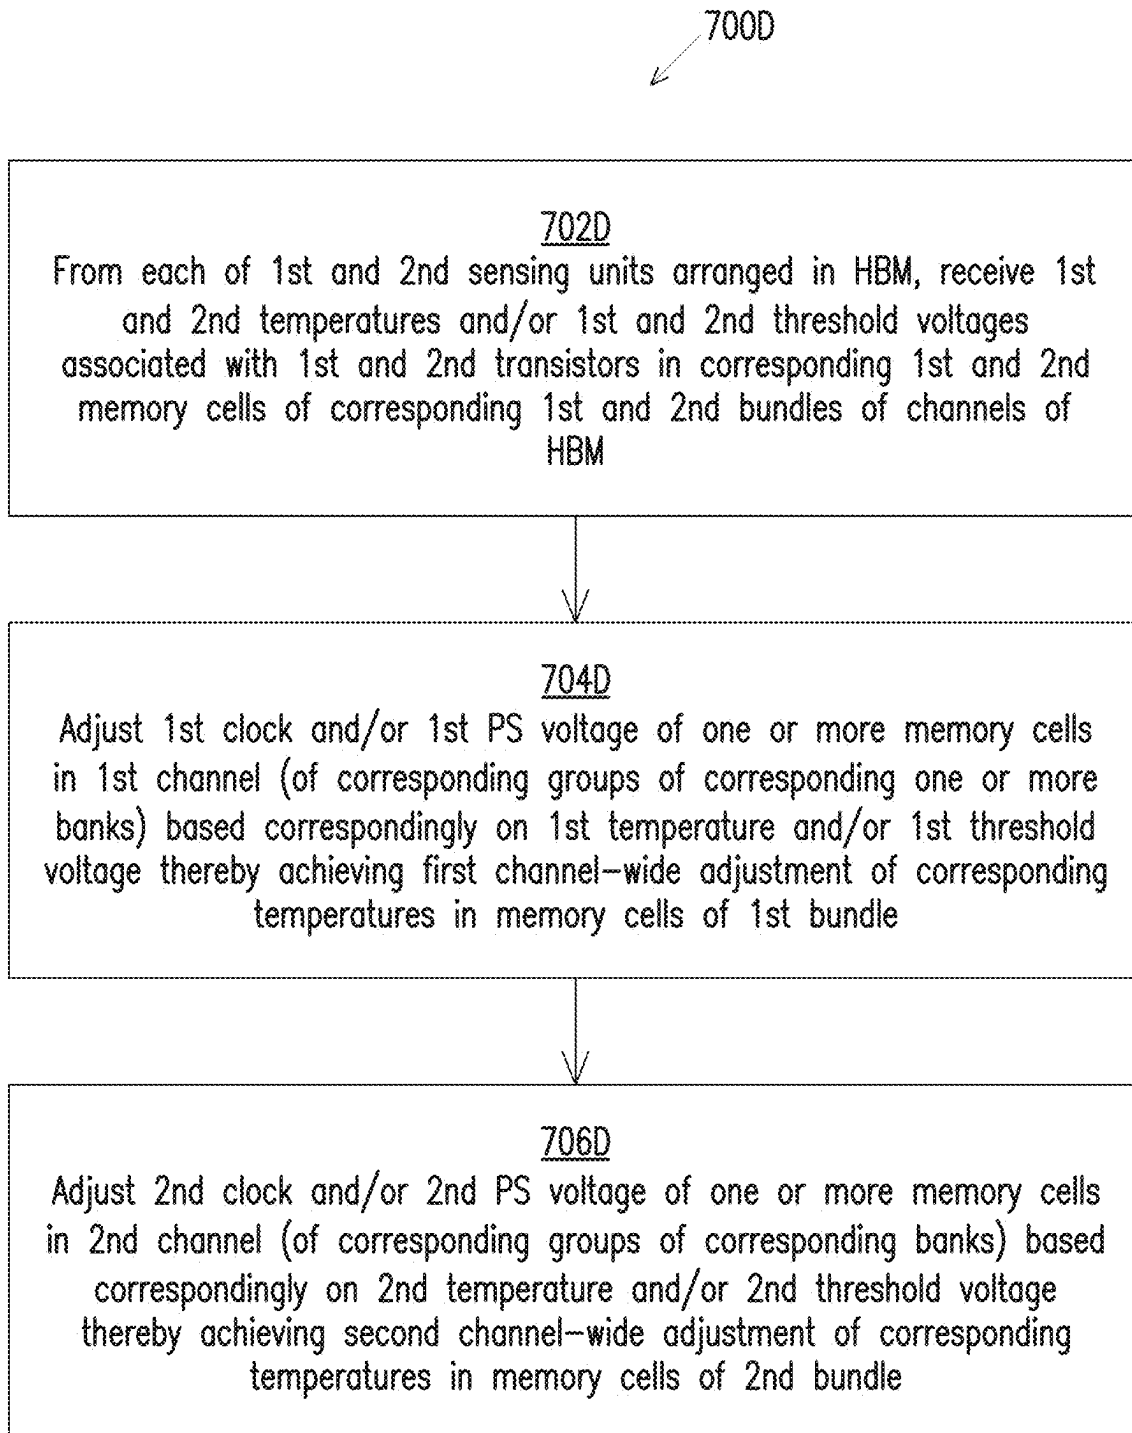 700D
702D
From each of 1st and 2nd sensing units arranged in HBM, receive 1st
and 2nd temperatures and/or 1st and 2nd threshold voltages
associated with 1st and 2nd transistors in corresponding 1st and 2nd
memory cells of corresponding 1st and 2nd bundles of channels of
HBM
704D
Adjust 1st clock and/or 1st PS voltage of one or more memory cells
in 1st channel (of corresponding groups of corresponding one or more
banks) based correspondingly on 1st temperature and/or 1st threshold
voltage thereby achieving first channel-wide adjustment of corresponding
temperatures in memory cells of 1st bundle
706D
Adjust 2nd clock and/or 2nd PS voltage of one or more memory cells
in 2nd channel (of corresponding groups of corresponding banks) based
correspondingly on 2nd temperature and/or 2nd threshold voltage
thereby achieving second channel-wide adjustment of corresponding
temperatures in memory cells of 2nd bundle